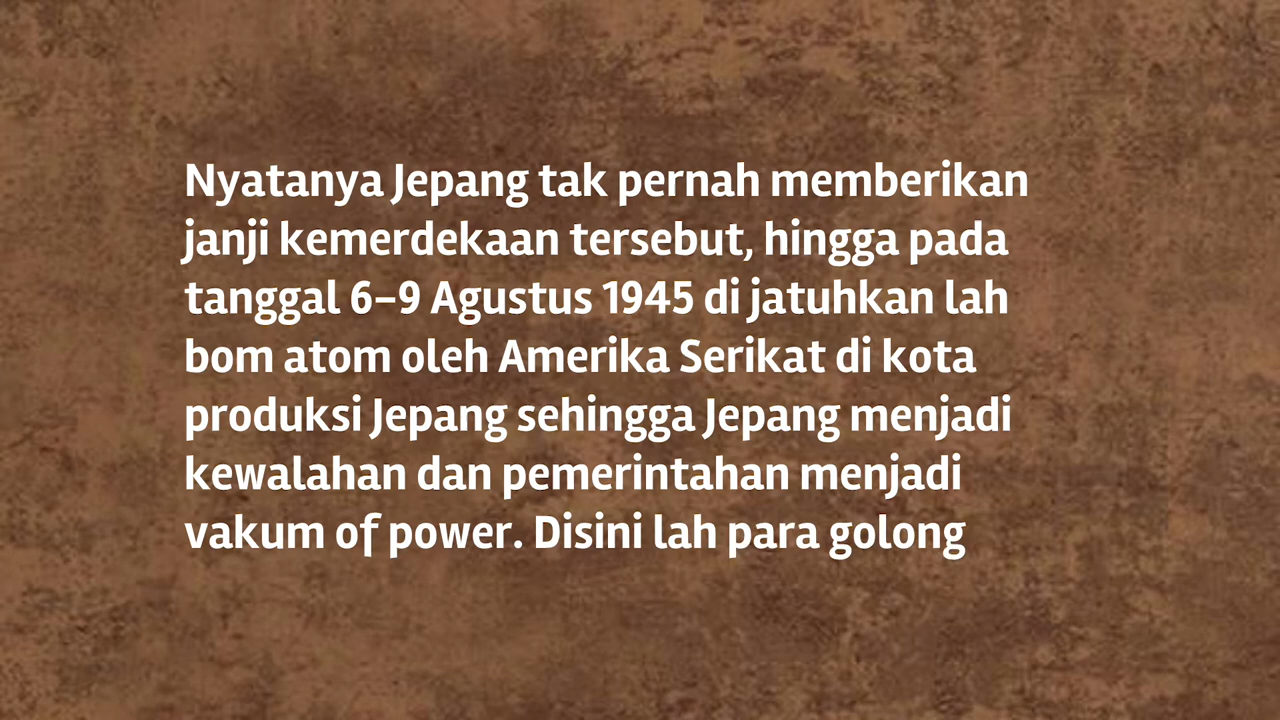 Nyatanya Jepang tak pernah memberikan
janji kemerdekaan tersebut, hingga pada
tanggal 6-9 Agustus 1945 di jatuhkan lah
bom atom oleh Amerika Serikat di kota
produksi Jepang sehingga Jepang menjadi
kewalahan dan pemerintahan menjadi
vakum of power. Disini lah para golong